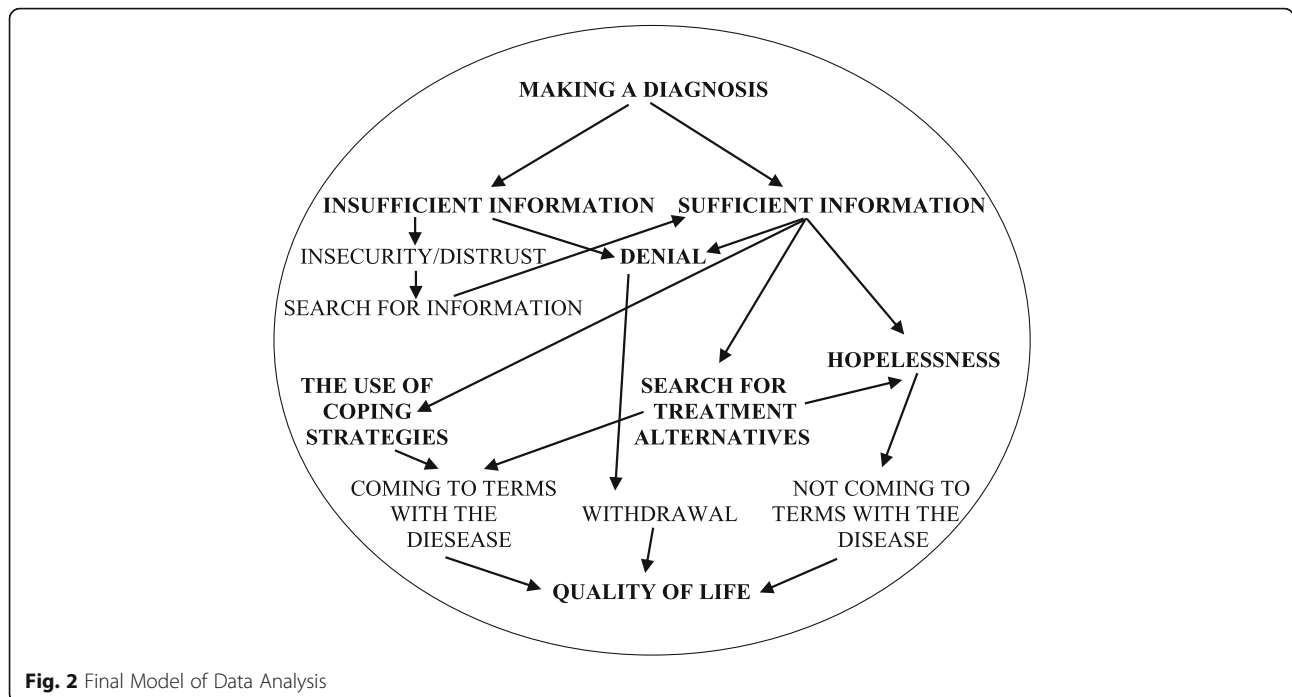 MAKING A DIAGNOSIS
INSUFFICIENT INFORMATION
SUFFICIENT INFORMATION
INSECURITY/DISTRUST
DENIAL
SEARCH FOR INFORMATION
HOPELESSNESS
THE USE OF
COPING
STRATEGIES
SEARCH FOR
TREATMENT
ALTERNATIVES
COMING TO TERMS
WITH THE
DIESEASE
WITHDRAWAL
NOT COMING TO
TERMS WITH THE
DISEASE
QUALITY OF LIFE
Fig. 2 Final Model of Data Analysis